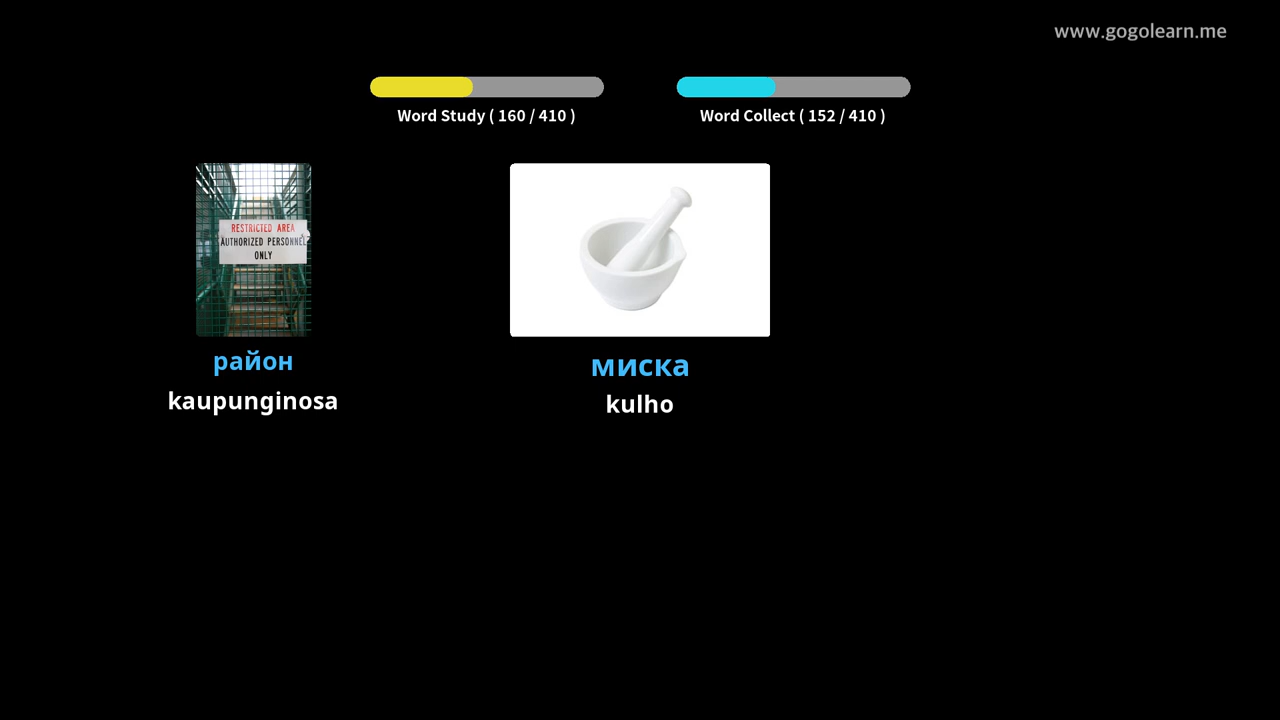 www.gogolearn.me
Word Study ( 160 / 410 )
Word Collect ( 152 / 410 )
RESTRICTED AREA
AUTHORIZED PERSONNEL
ONLY
район
kaupunginosa
миска
kulho